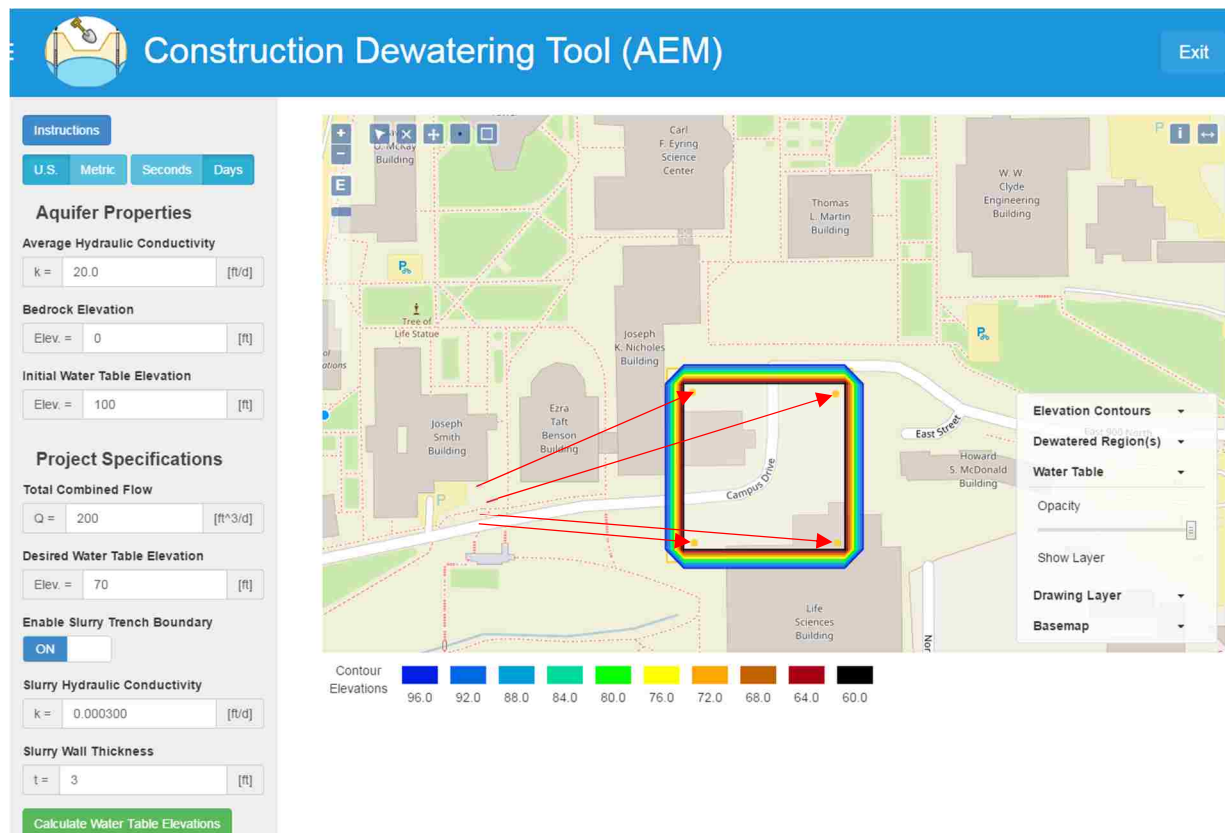 Construction Dewatering Tool (AEM)
Exit
Instructions
U.S.
Metric
Seconds
Days
Aquifer Properties
Average Hydraulic Conductivity
k =
20.0
[ft/d]
Bedrock Elevation
Elev. =
0
[ft]
Initial Water Table Elevation
Elev. =
100
[ft]
Project Specifications
Total Combined Flow
Q =
200
[ft^3/d]
Desired Water Table Elevation
Elev. =
70
[ft]
Enable Slurry Trench Boundary
ON
Slurry Hydraulic Conductivity
k =
0.000300
[ft/d]
Slurry Wall Thickness
t =
3
[ft]
Calculate Water Table Elevations
+
−
E
i
McKay
Building
Carl
F. Eyring
Science
Center
P
Thomas
L. Martin
Building
W. W.
Clyde
Engineering
Building
P
Tree of
Life Statue
P
Joseph
K. Nicholes
Building
Joseph
Smith
Building
Ezra
Taft
Benson
Building
P
Campus Drive
East Street
East 900 North
Howard
S. McDonald
Building
Life
Sciences
Building
Nor
Elevation Contours
Dewatered Region(s)
Water Table
Opacity
Show Layer
Drawing Layer
Basemap
Contour
Elevations
96.0
92.0
88.0
84.0
80.0
76.0
72.0
68.0
64.0
60.0